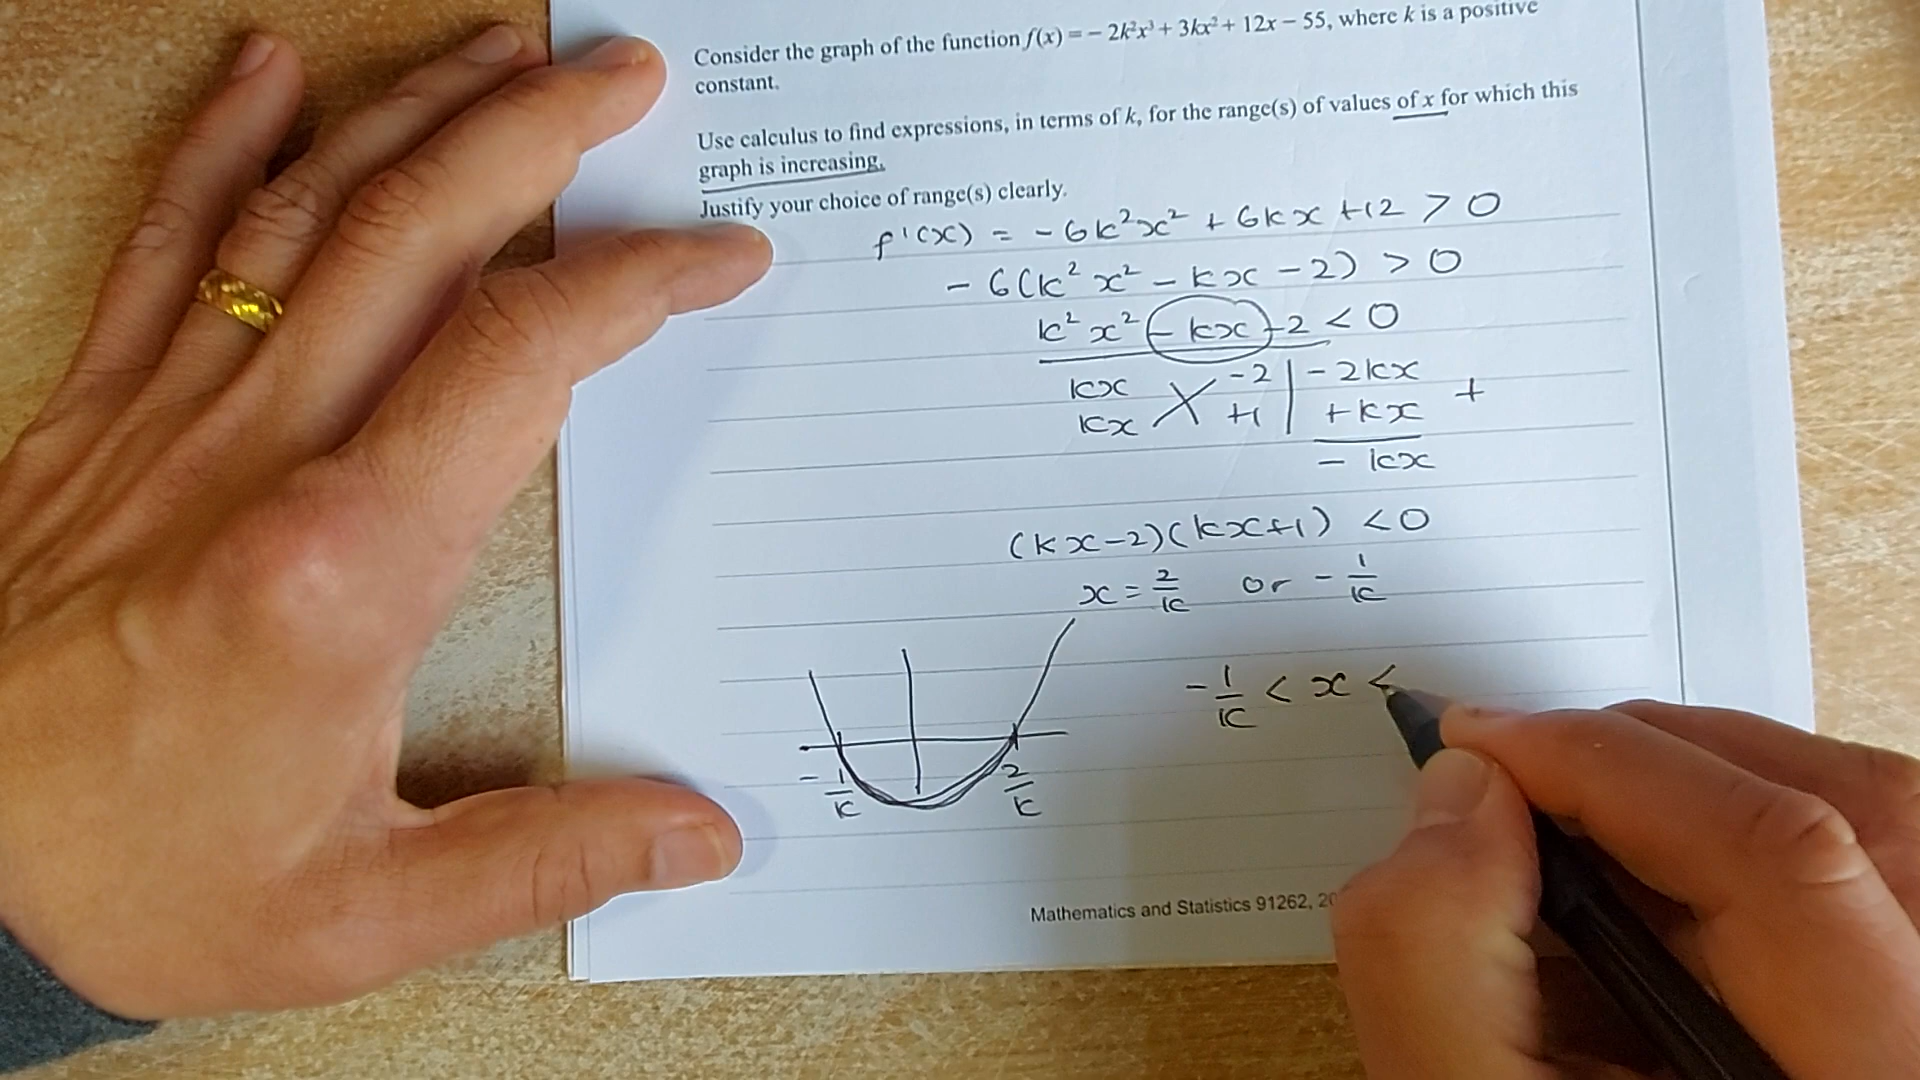 Consider the graph of the function f(x) = − 2k²x³ + 3kx² + 12x − 55, where k is a positive
constant.
Use calculus to find expressions, in terms of k, for the range(s) of values of x for which this
graph is increasing.
Justify your choice of range(s) clearly.
f'(x) = -6k²x² + 6kx + 12 > 0
-6(k²x² - kx - 2) > 0
k²x² - kx - 2 < 0
kx -2 | -2kx
kx +1 | +kx +
- kx
(kx-2)(kx+1) < 0
x = 2/k or -1/k
-1/k < x <
-1/k 2/k
Mathematics and Statistics 91262, 20